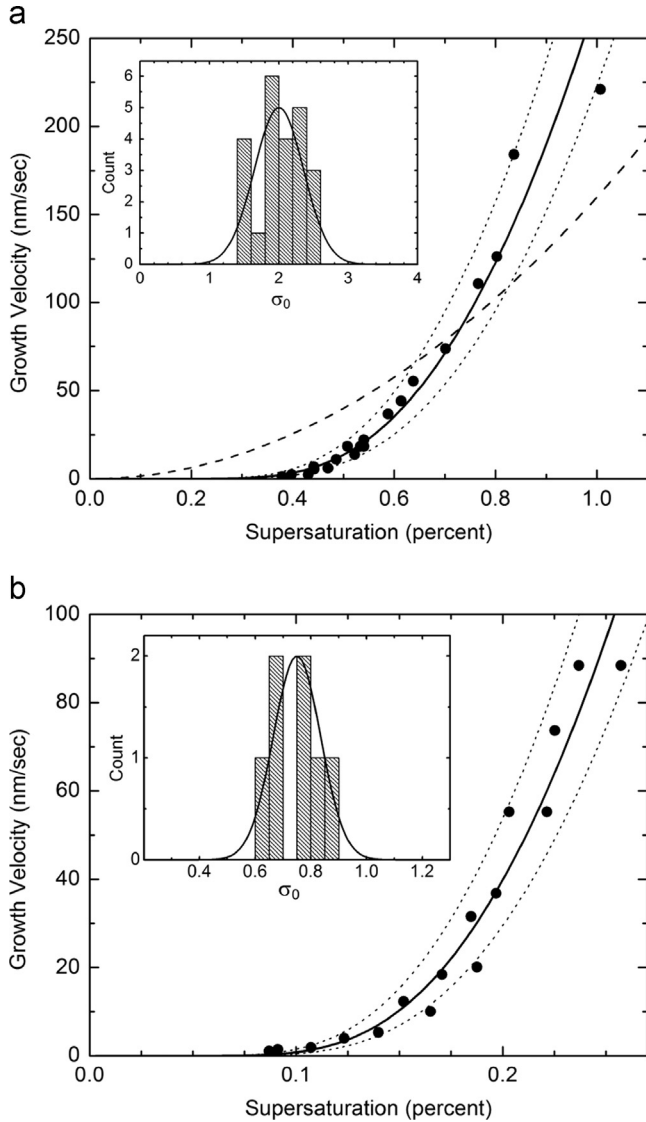 a
250
200
150
100
50
0
Growth Velocity (nm/sec)
0.0 0.2 0.4 0.6 0.8 1.0
Supersaturation (percent)
6
5
4
3
2
1
0
Count
0 1 2 3 4
σ0
b
100
80
60
40
20
0
Growth Velocity (nm/sec)
0.0 0.1 0.2
Supersaturation (percent)
2
1
0
Count
0.4 0.6 0.8 1.0 1.2
σ0